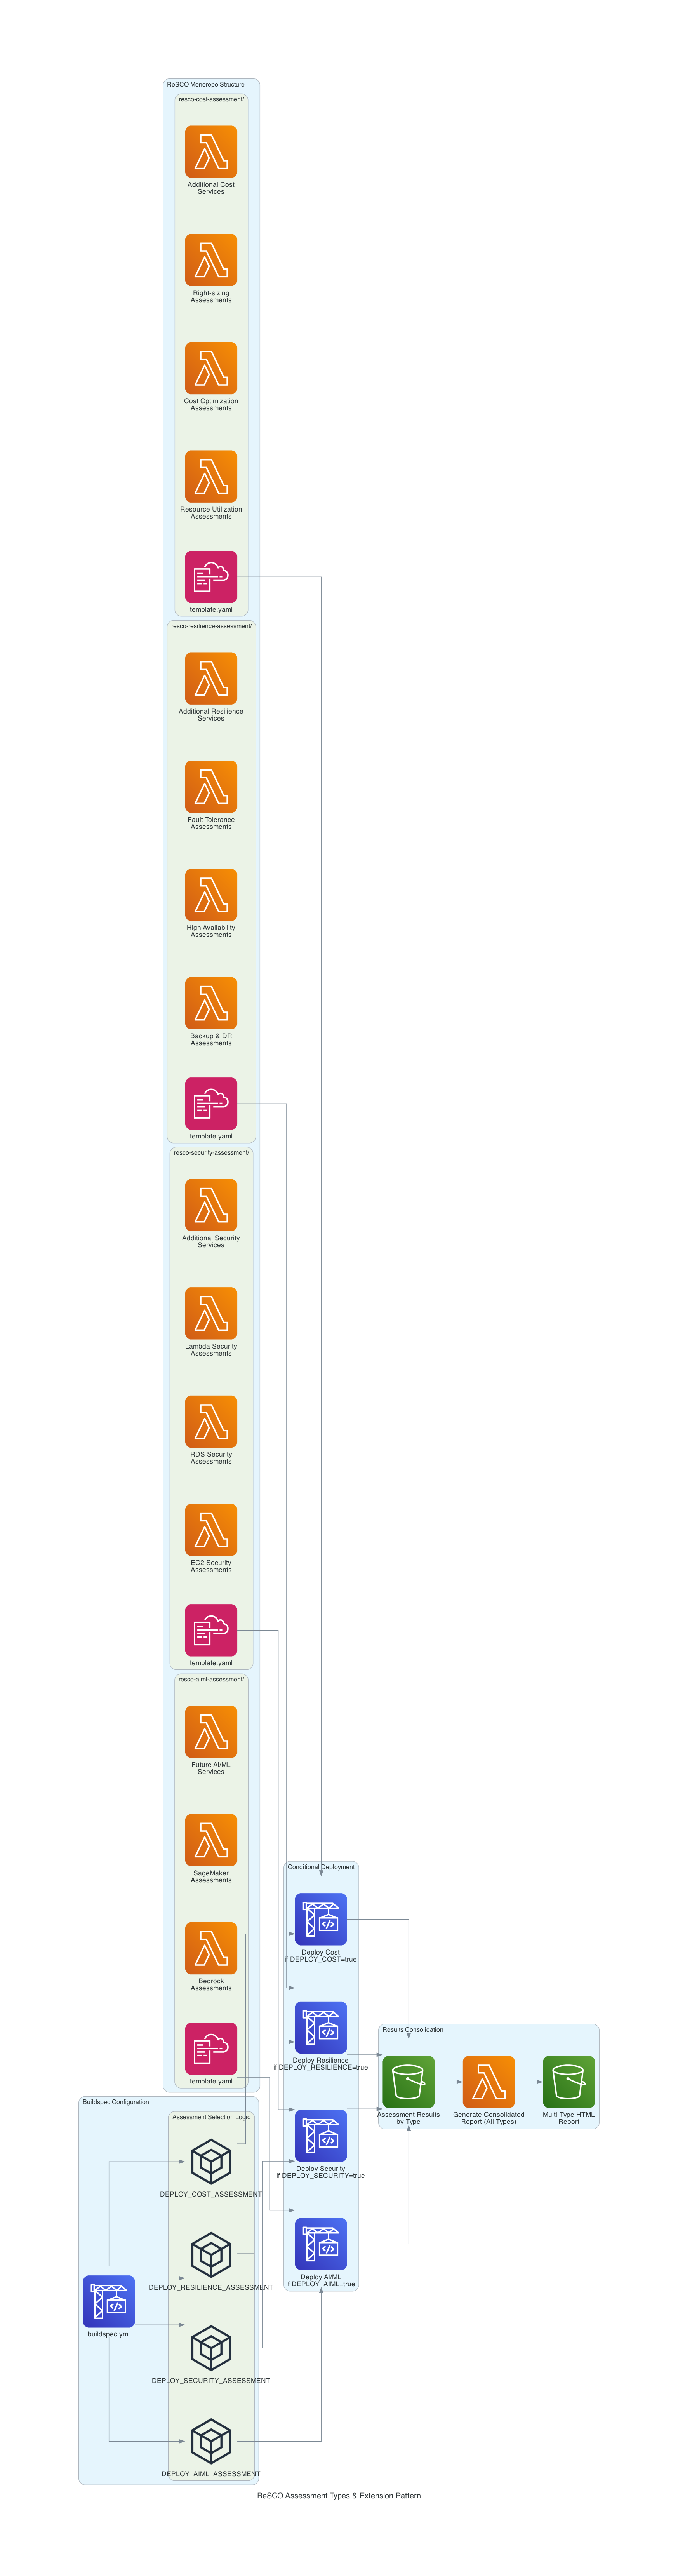 ReSCO Monorepo Structure
resco-cost-assessment/
Additional Cost
Services
Right-sizing
Assessments
Cost Optimization
Assessments
Resource Utilization
Assessments
template.yaml
resco-resilience-assessment/
Additional Resilience
Services
Fault Tolerance
Assessments
High Availability
Assessments
Backup & DR
Assessments
template.yaml
resco-security-assessment/
Additional Security
Services
Lambda Security
Assessments
RDS Security
Assessments
EC2 Security
Assessments
template.yaml
resco-aiml-assessment/
Future AI/ML
Services
SageMaker
Assessments
Bedrock
Assessments
template.yaml
Conditional Deployment
Deploy Cost
if DEPLOY_COST=true
Deploy Resilience
if DEPLOY_RESILIENCE=true
Deploy Security
if DEPLOY_SECURITY=true
Deploy AI/ML
if DEPLOY_AIML=true
Results Consolidation
Assessment Results
by Type
Generate Consolidated
Report (All Types)
Multi-Type HTML
Report
Buildspec Configuration
Assessment Selection Logic
DEPLOY_COST_ASSESSMENT
DEPLOY_RESILIENCE_ASSESSMENT
buildspec.yml
DEPLOY_SECURITY_ASSESSMENT
DEPLOY_AIML_ASSESSMENT
ReSCO Assessment Types & Extension Pattern